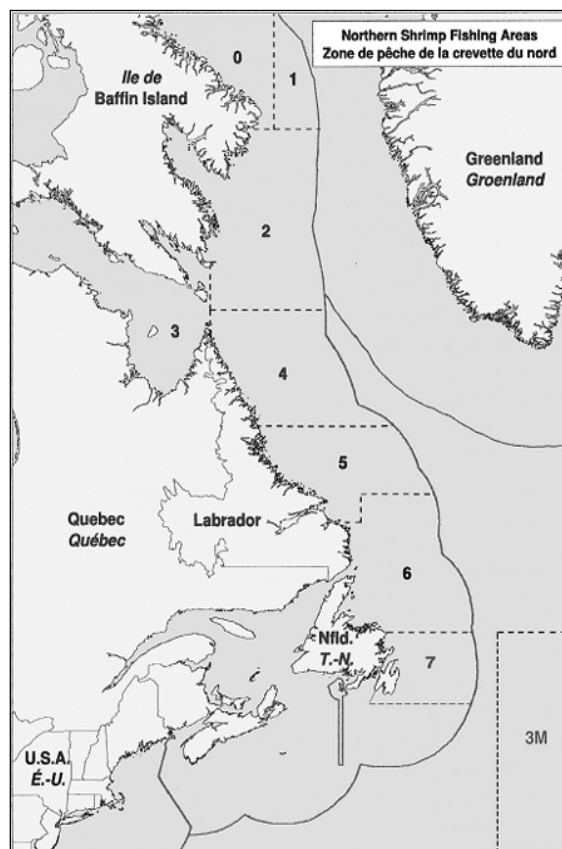 Northern Shrimp Fishing Areas
Zone de pêche de la crevette du nord
0
1
Ile de
Baffin Island
Greenland
Groenland
2
3
4
5
Quebec
Québec
Labrador
6
Nfld.
T.-N.
7
3M
U.S.A.
É.-U.